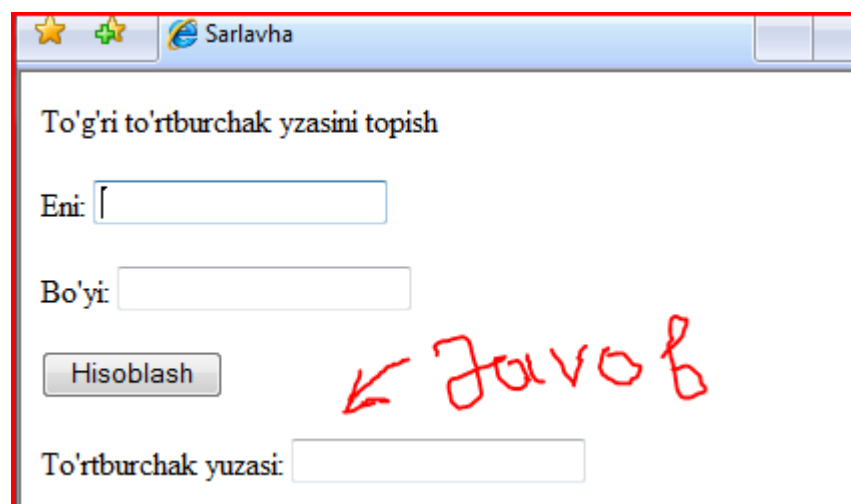 Sarlavha
To'g'ri to'rtburchak yzasini topish
Eni:
Bo'yi:
Hisoblash
Javob
To'rtburchak yuzasi: